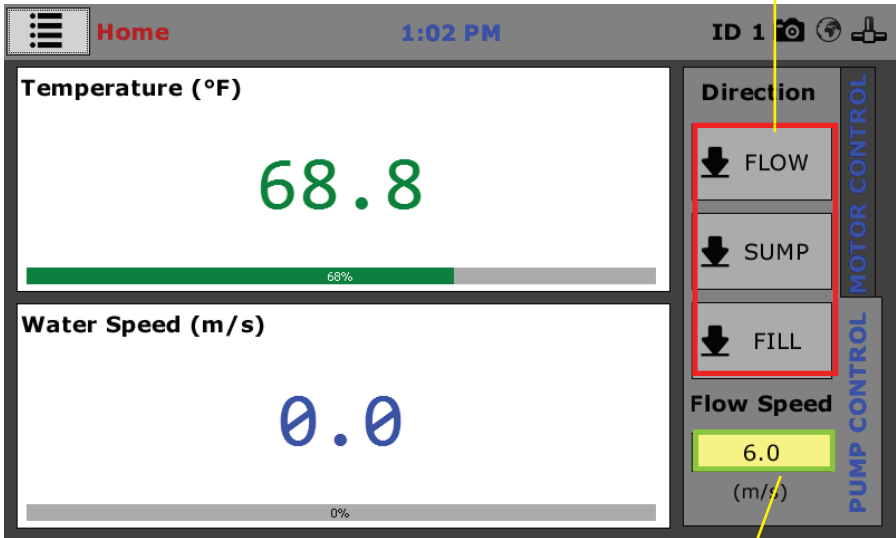 Home
1:02 PM
ID 1
Temperature (°F)
68.8
68%
Water Speed (m/s)
0.0
0%
Direction
FLOW
SUMP
FILL
Flow Speed
6.0
(m/s)
MOTOR CONTROL
PUMP CONTROL